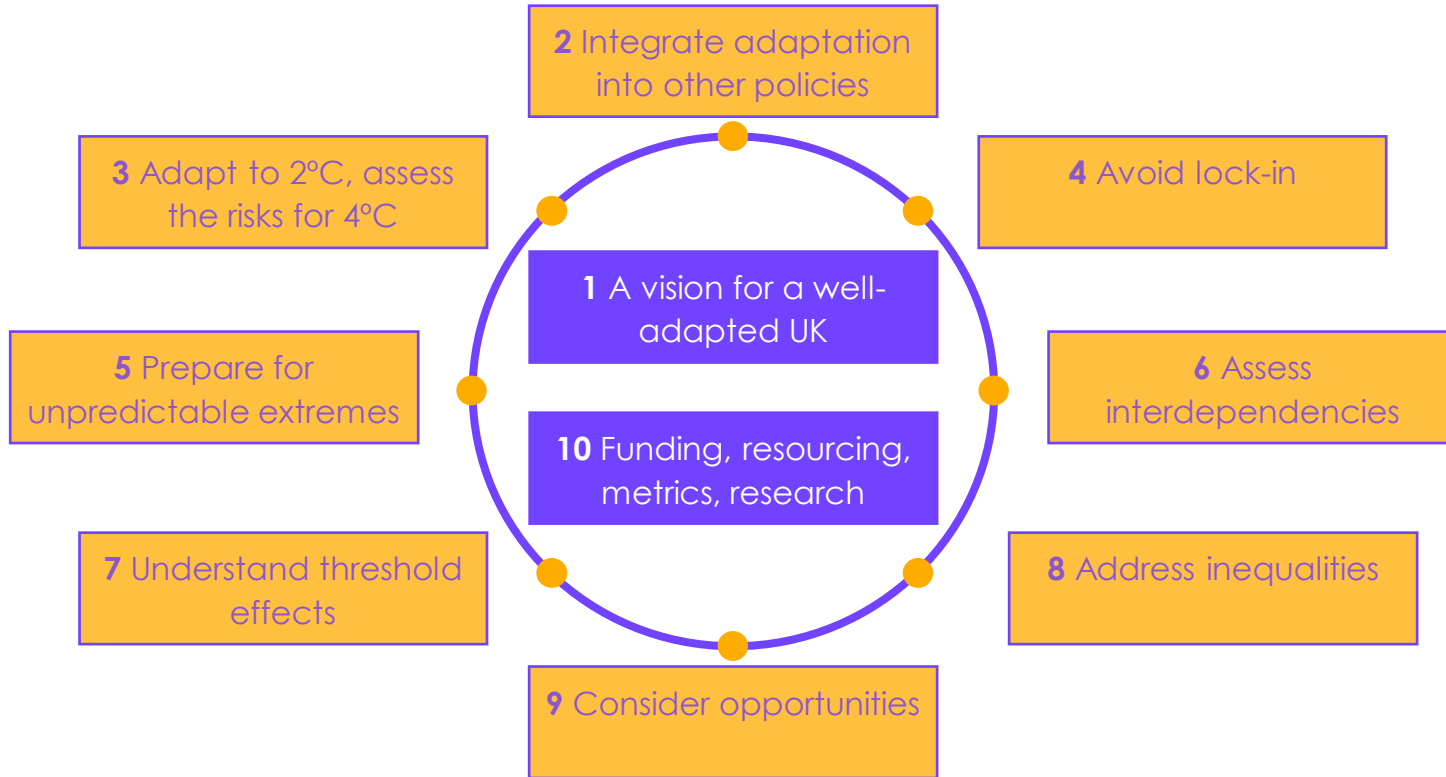 2 Integrate adaptation
into other policies
3 Adapt to 2ºC, assess
the risks for 4ºC
4 Avoid lock-in
1 A vision for a well-
adapted UK
5 Prepare for
unpredictable extremes
6 Assess
interdependencies
10 Funding, resourcing,
metrics, research
7 Understand threshold
effects
8 Address inequalities
9 Consider opportunities